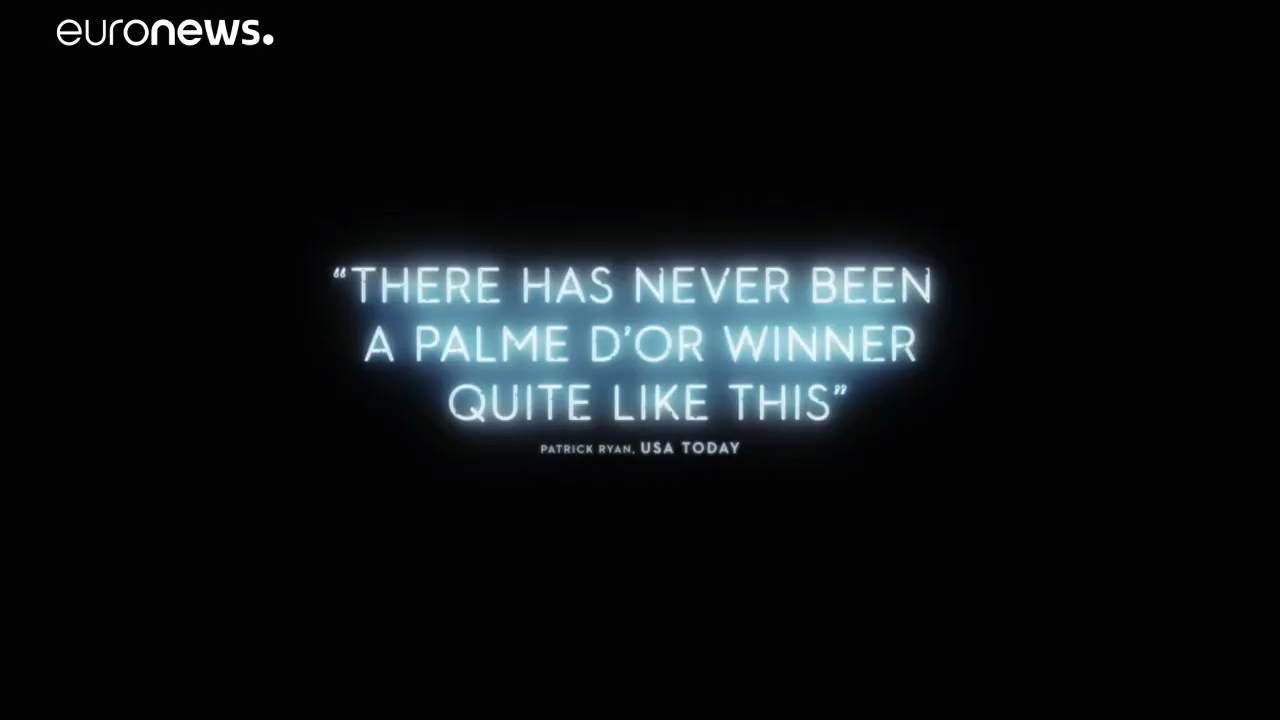 euronews.
“THERE HAS NEVER BEEN
A PALME D’OR WINNER
QUITE LIKE THIS”
PATRICK RYAN, USA TODAY